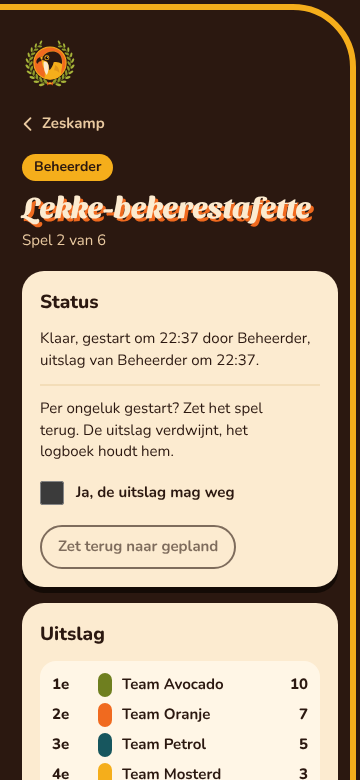 Zeskamp
Beheerder
Lekke-bekerestafette
Spel 2 van 6
Status
Klaar, gestart om 22:37 door Beheerder,
uitslag van Beheerder om 22:37.
Per ongeluk gestart? Zet het spel
terug. De uitslag verdwijnt, het
logboek houdt hem.
Ja, de uitslag mag weg
Zet terug naar gepland
Uitslag
1e Team Avocado 10
2e Team Oranje 7
3e Team Petrol 5
4e Team Mosterd 3